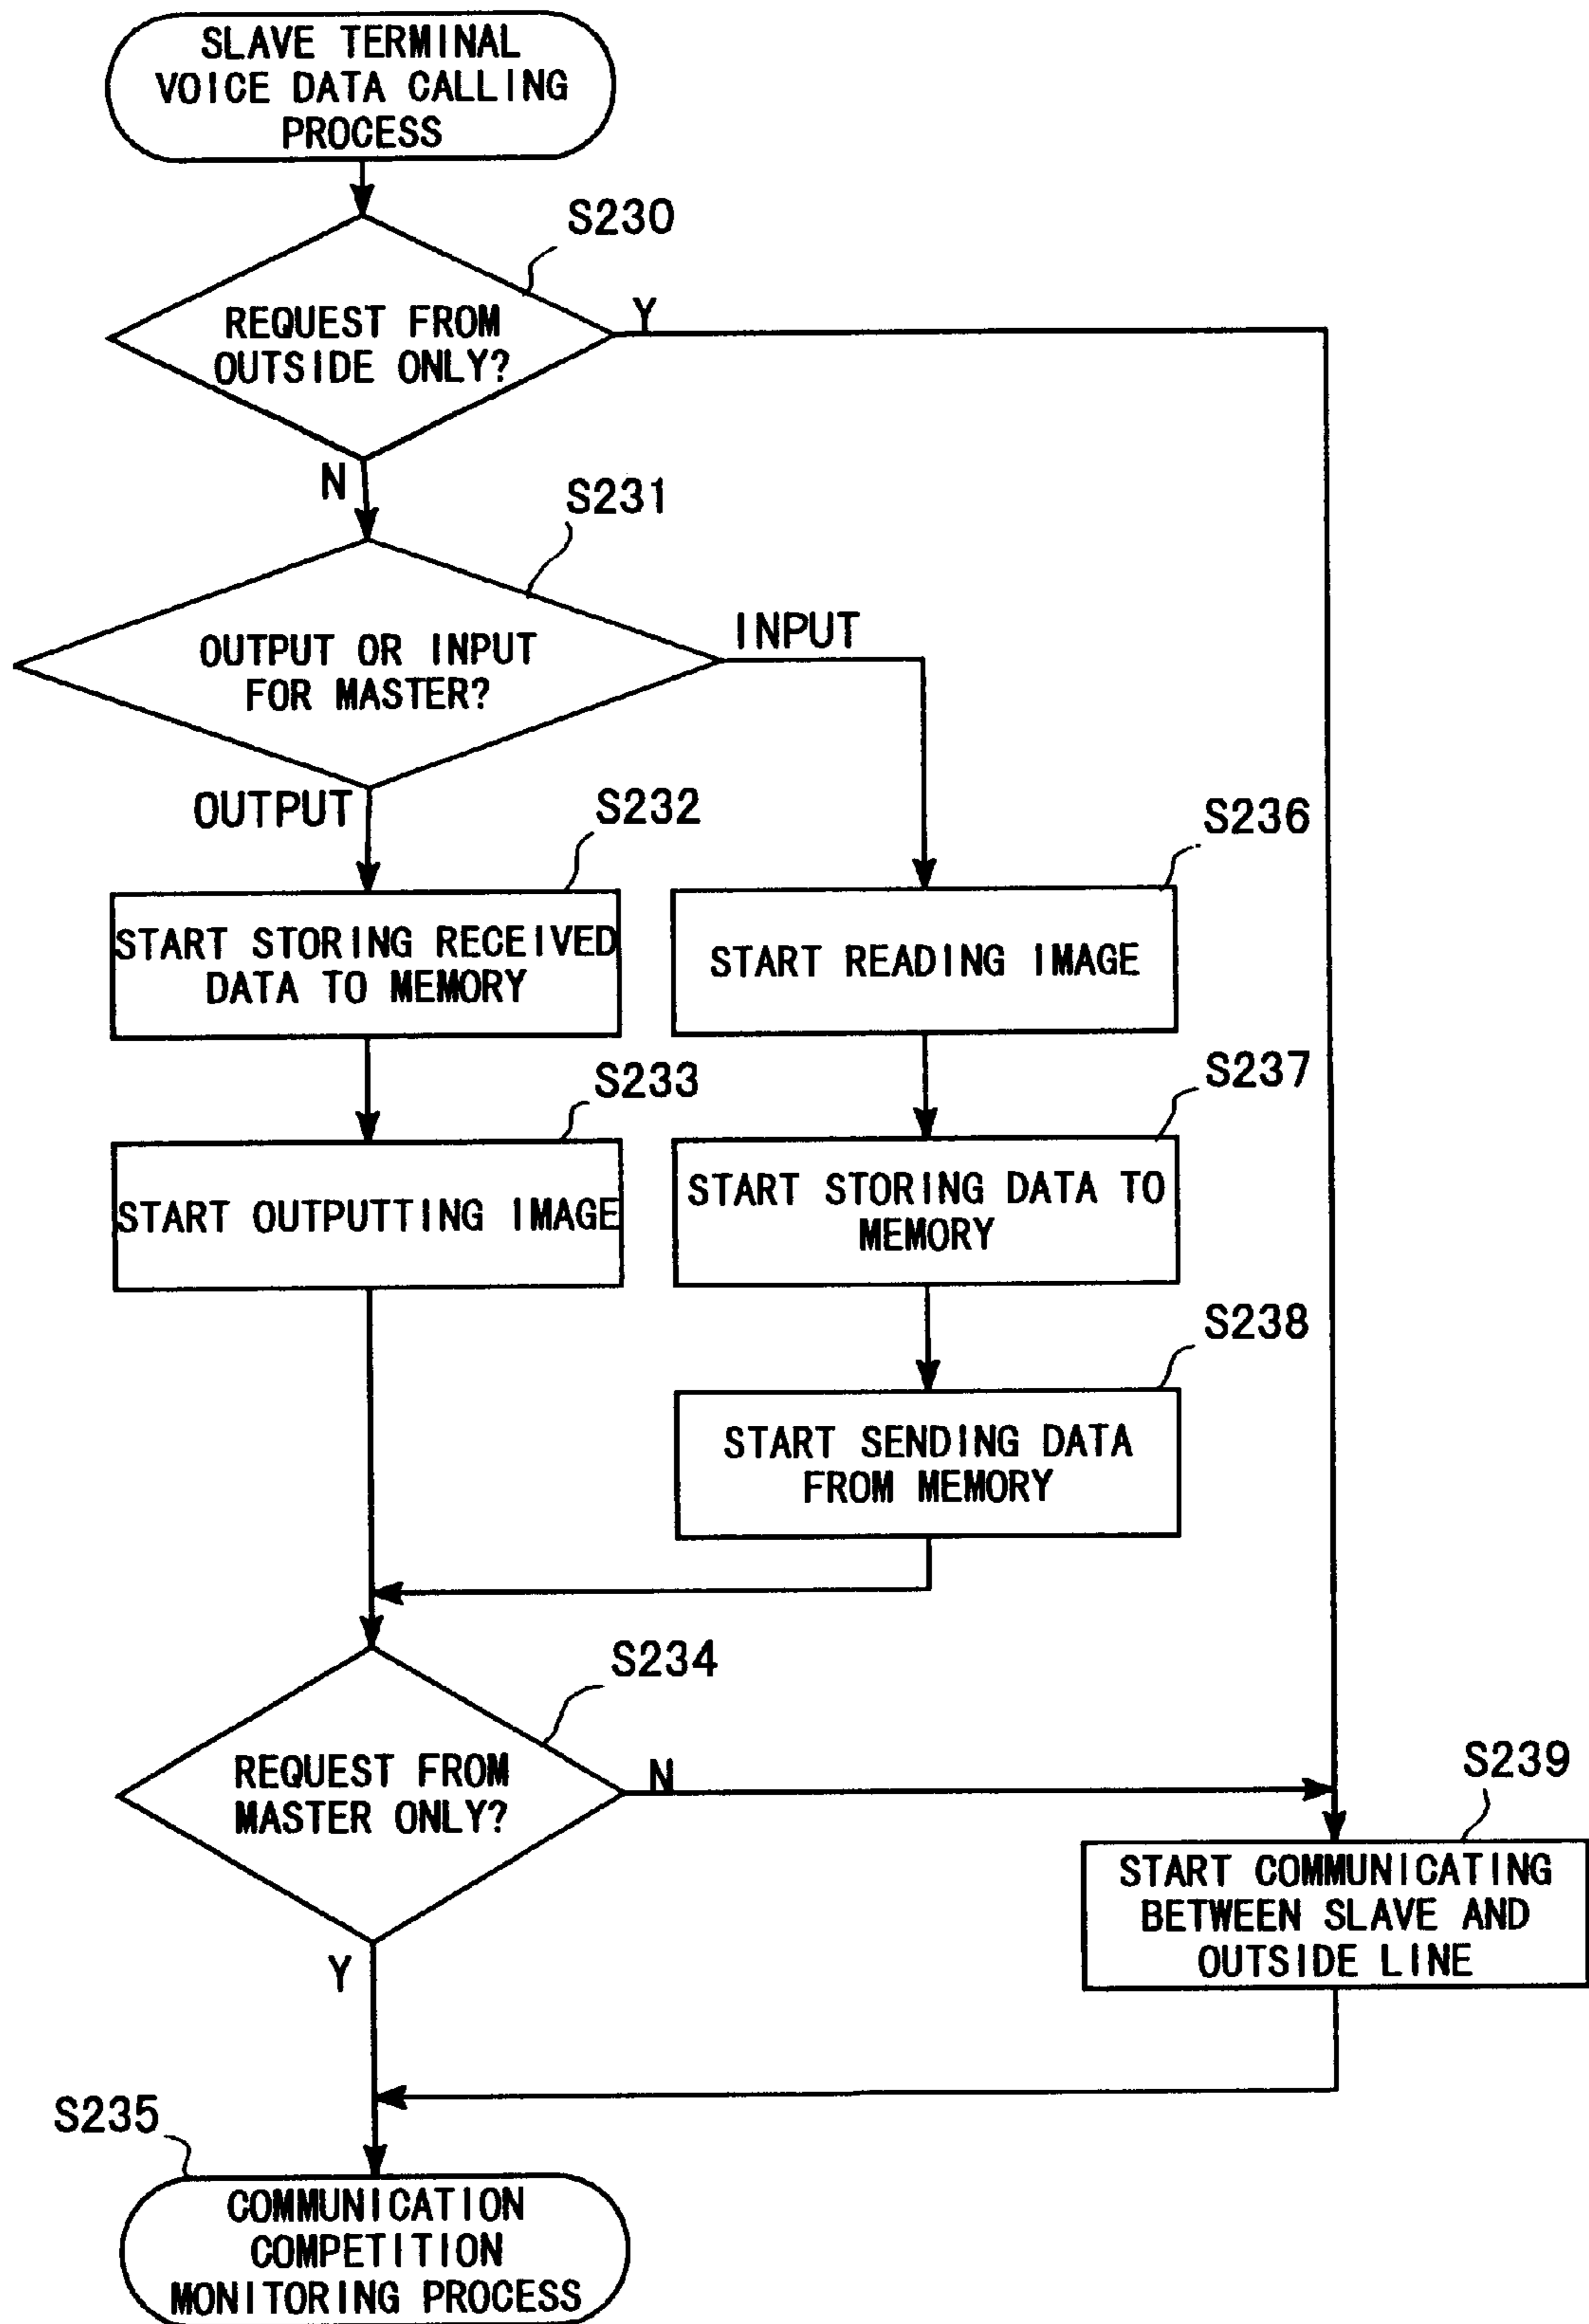 SLAVE TERMINAL
VOICE DATA CALLING
PROCESS
S230
REQUEST FROM
OUTSIDE ONLY?
Y
N
S231
OUTPUT OR INPUT
FOR MASTER?
INPUT
OUTPUT
S232
START STORING RECEIVED
DATA TO MEMORY
S236
START READING IMAGE
S233
START OUTPUTTING IMAGE
S237
START STORING DATA TO
MEMORY
S238
START SENDING DATA
FROM MEMORY
S234
REQUEST FROM
MASTER ONLY?
N
Y
S239
START COMMUNICATING
BETWEEN SLAVE AND
OUTSIDE LINE
S235
COMMUNICATION
COMPETITION
MONITORING PROCESS